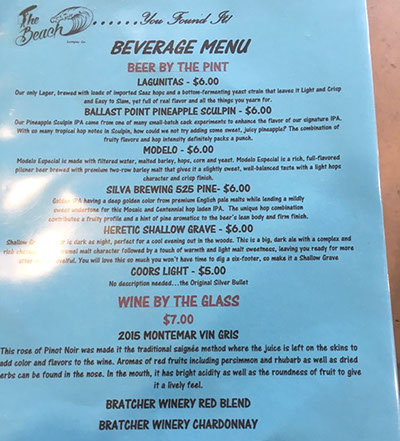 The Beach
......You Found It!
BEVERAGE MENU
BEER BY THE PINT
LAGUNITAS - $6.00
Our only Lager, brewed with loads of imported Saaz hops and a bottom-fermenting yeast strain that leaves it Light and Crisp
and Easy to Slam, yet full of real flavor and all the things you yearn for.
BALLAST POINT PINEAPPLE SCULPIN - $6.00
Our Pineapple Sculpin IPA came from one of many small-batch cask experiments to enhance the flavor of our signature IPA.
With so many tropical hop notes in Sculpin, how could we not try adding some sweet, juicy pineapple? The combination of
fruity flavors and hop intensity definitely packs a punch.
MODELO - $6.00
Modelo Especial is made with filtered water, malted barley, hops, corn and yeast. Modelo Especial is a rich, full-flavored
pilsner beer brewed with premium two-row barley malt that gives it a slightly sweet, well-balanced taste with a light hops
character and crisp finish.
SILVA BREWING 525 PINE- $6.00
Golden IPA having a deep golden color from premium English pale malts while lending a mildly
sweet undertone for this Mosaic and Centennial hop laden IPA. The unique hop combination
contributes a fruity profile and a hint of pine aromatics to the beer's lean body and firm finish.
HERETIC SHALLOW GRAVE - $6.00
Shallow is dark as night, perfect for a cool evening out in the woods. This is a big, dark ale with a complex and
rich malt character followed by a touch of warmth and light malt sweetness, leaving you ready for more
after. You will love this so much you won't have time to dig a six-footer, so make it a Shallow Grave
COORS LIGHT - $5.00
No description needed...the Original Silver Bullet
WINE BY THE GLASS
$7.00
2015 MONTEMAR VIN GRIS
This rose of Pinot Noir was made it the traditional saignée method where the juice is left on the skins to
add color and flavors to the wine. Aromas of red fruits including persimmon and rhubarb as well as dried
erbs can be found in the nose. In the mouth, it has bright acidity as well as the roundness of fruit to give
it a lively feel.
BRATCHER WINERY RED BLEND
BRATCHER WINERY CHARDONNAY